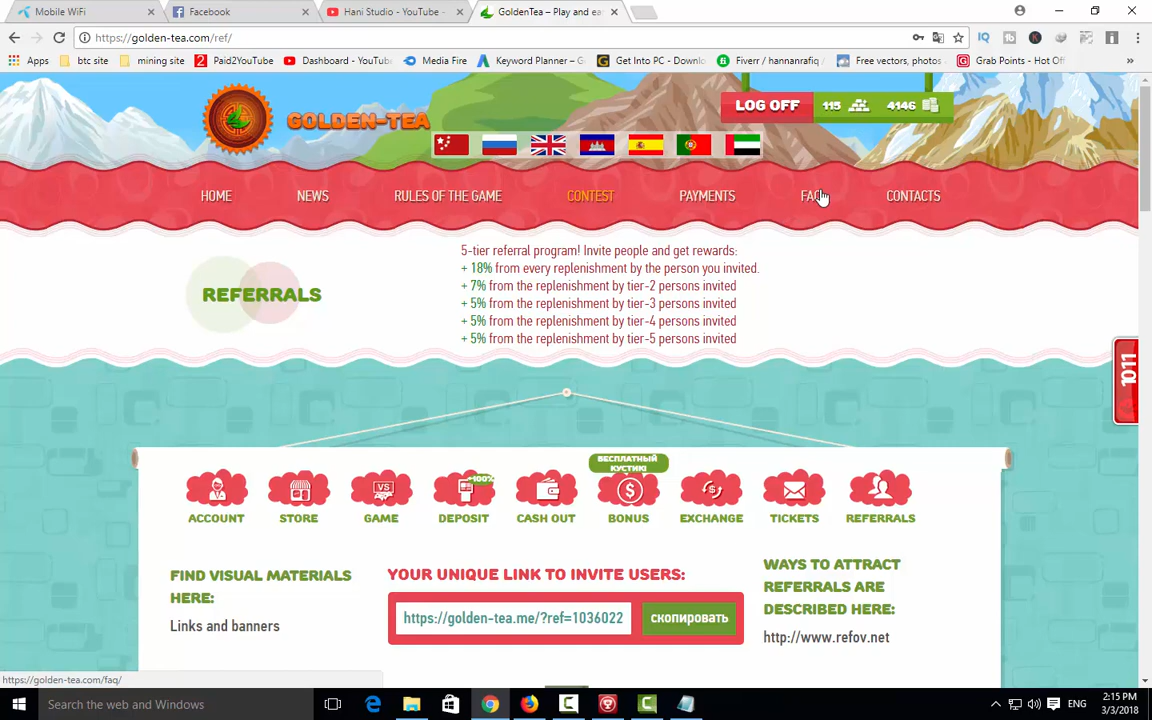 Mobile WiFi
Facebook
Hani Studio - YouTube -
GoldenTea – Play and ea
https://golden-tea.com/ref/
Apps
btc site
mining site
Paid2YouTube
Dashboard - YouTub
Media Fire
Keyword Planner – G
Get Into PC - Downlo
Fiverr / hannanrafiq /
Free vectors, photos
Grab Points - Hot Off
GOLDEN-TEA
LOG OFF
115
4146
HOME
NEWS
RULES OF THE GAME
CONTEST
PAYMENTS
FAQ
CONTACTS
REFERRALS
5-tier referral program! Invite people and get rewards:
+ 18% from every replenishment by the person you invited.
+ 7% from the replenishment by tier-2 persons invited
+ 5% from the replenishment by tier-3 persons invited
+ 5% from the replenishment by tier-4 persons invited
+ 5% from the replenishment by tier-5 persons invited
1011
БЕСПЛАТНЫЙ
КУСТИК!
+100%
VS
ACCOUNT
STORE
GAME
DEPOSIT
CASH OUT
BONUS
EXCHANGE
TICKETS
REFERRALS
FIND VISUAL MATERIALS
HERE:
Links and banners
YOUR UNIQUE LINK TO INVITE USERS:
https://golden-tea.me/?ref=1036022
скопировать
WAYS TO ATTRACT
REFERRALS ARE
DESCRIBED HERE:
http://www.refov.net
https://golden-tea.com/faq/
Search the web and Windows
ENG
2:15 PM
3/3/2018